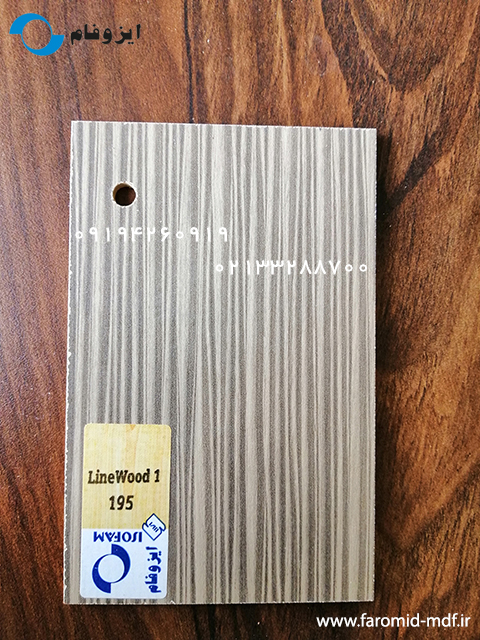 ایزوفام
۰۹۱۹۴۲۶۰۹۱۹
۰۲۱۳۳۲۸۸۷۰۰
LineWood 1
195
ISOFAM
ایزوفام
www.faromid-mdf.ir